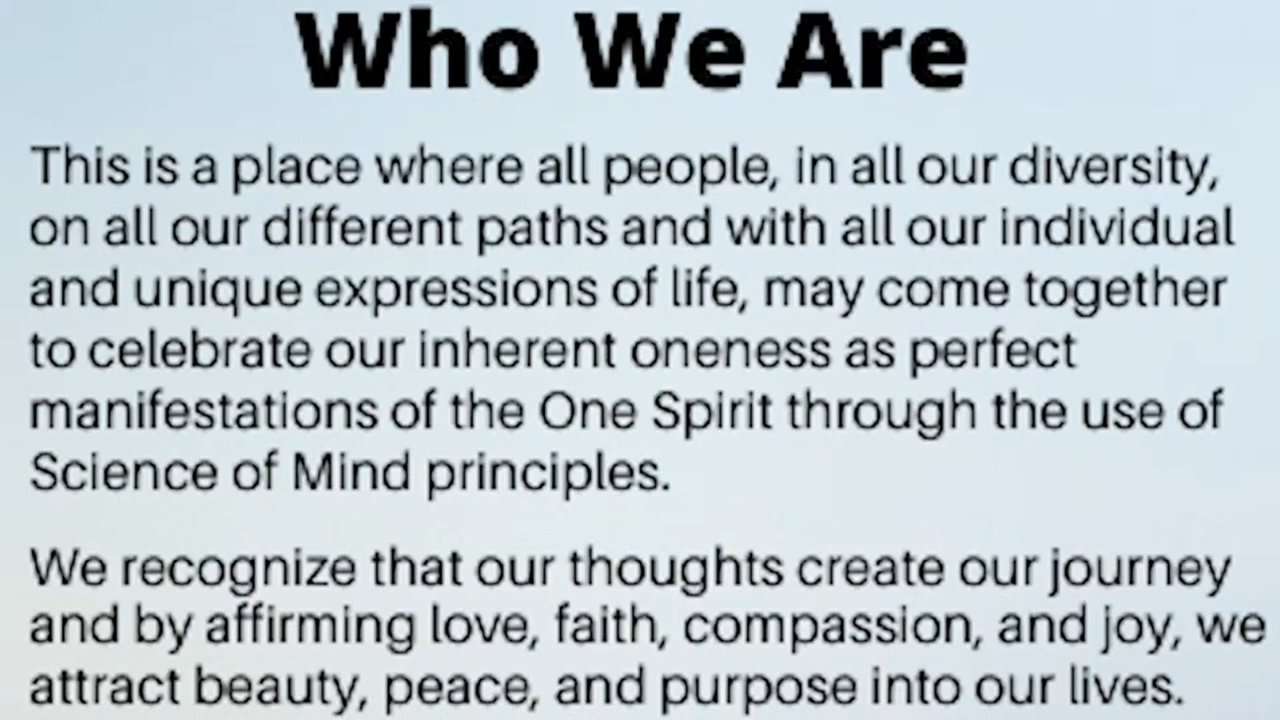 Who We Are
This is a place where all people, in all our diversity,
on all our different paths and with all our individual
and unique expressions of life, may come together
to celebrate our inherent oneness as perfect
manifestations of the One Spirit through the use of
Science of Mind principles.
We recognize that our thoughts create our journey
and by affirming love, faith, compassion, and joy, we
attract beauty, peace, and purpose into our lives.